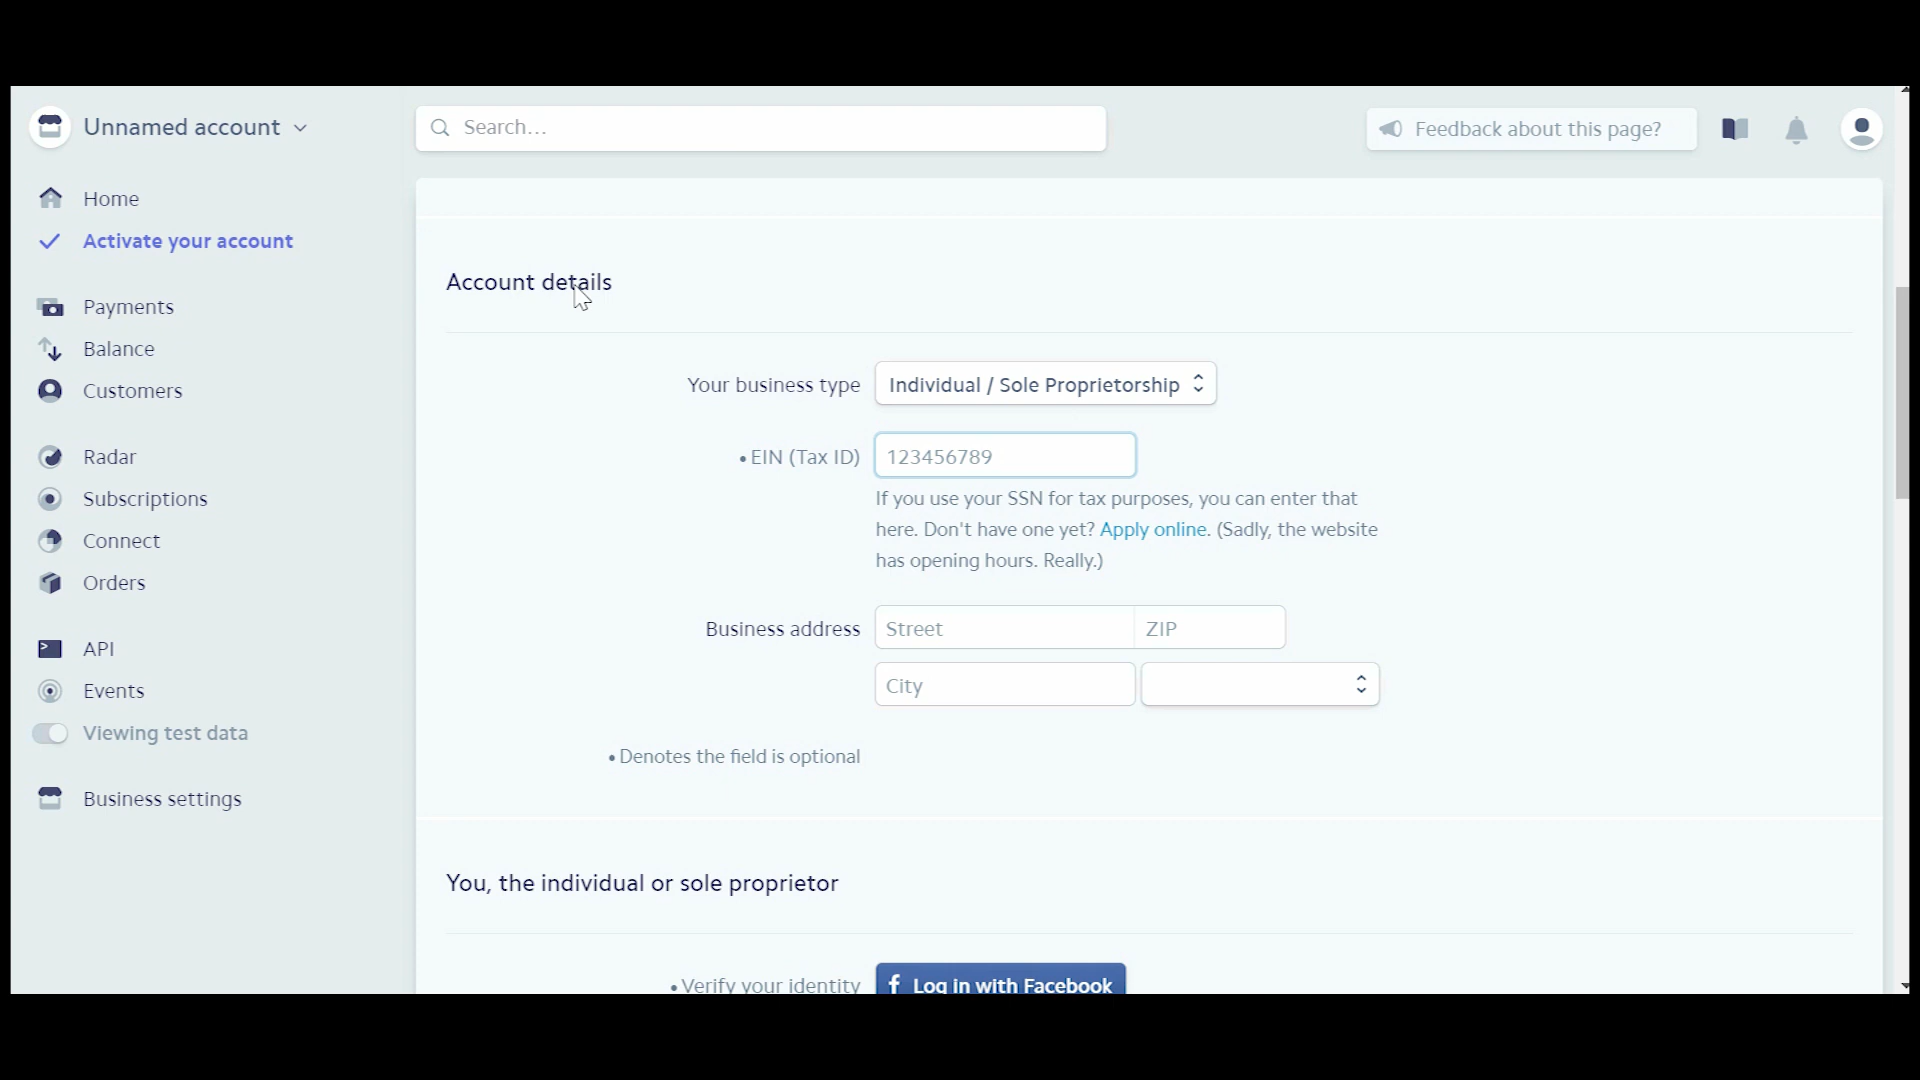 Unnamed account
Search...
Feedback about this page?
Home
Activate your account
Payments
Balance
Customers
Radar
Subscriptions
Connect
Orders
API
Events
Viewing test data
Business settings
Account details
Your business type Individual / Sole Proprietorship
• EIN (Tax ID) 123456789
If you use your SSN for tax purposes, you can enter that
here. Don't have one yet? Apply online. (Sadly, the website
has opening hours. Really.)
Business address Street ZIP
City
• Denotes the field is optional
You, the individual or sole proprietor
• Verify your identity f Log in with Facebook